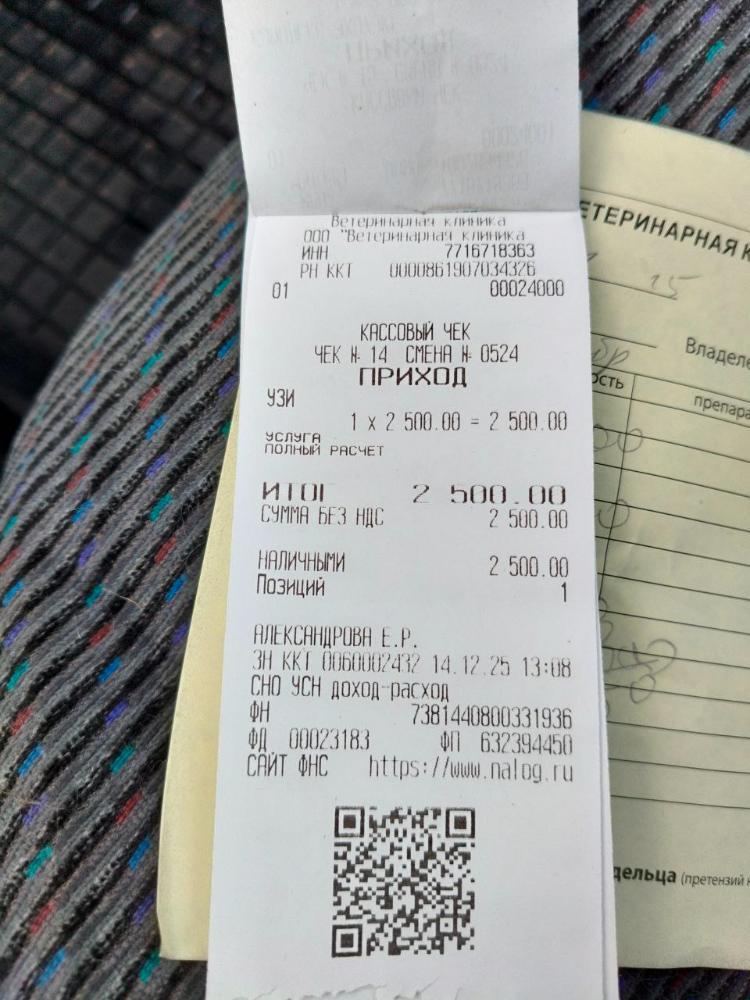 Ветеринарная клиника
ООО "Ветеринарная клиника
ИНН 7716718363
РН ККТ 0000861907034326
01 00024000
КАССОВЫЙ ЧЕК
ЧЕК № 14 СМЕНА № 0524
ПРИХОД
УЗИ
1 x 2 500.00 = 2 500.00
УСЛУГА
ПОЛНЫЙ РАСЧЕТ
ИТОГ 2 500.00
СУММА БЕЗ НДС 2 500.00
НАЛИЧНЫМИ 2 500.00
Позиций 1
АЛЕКСАНДРОВА Е.Р.
ЗН ККТ 0060002432 14.12.25 13:08
СНО УСН доход-расход
ФН 7381440800331936
ФД 00023183 ФП 632394450
САЙТ ФНС https://www.nalog.ru
ЕТЕРИНАРНАЯ К
15
Владеле
ость
препара
дельца (претензий